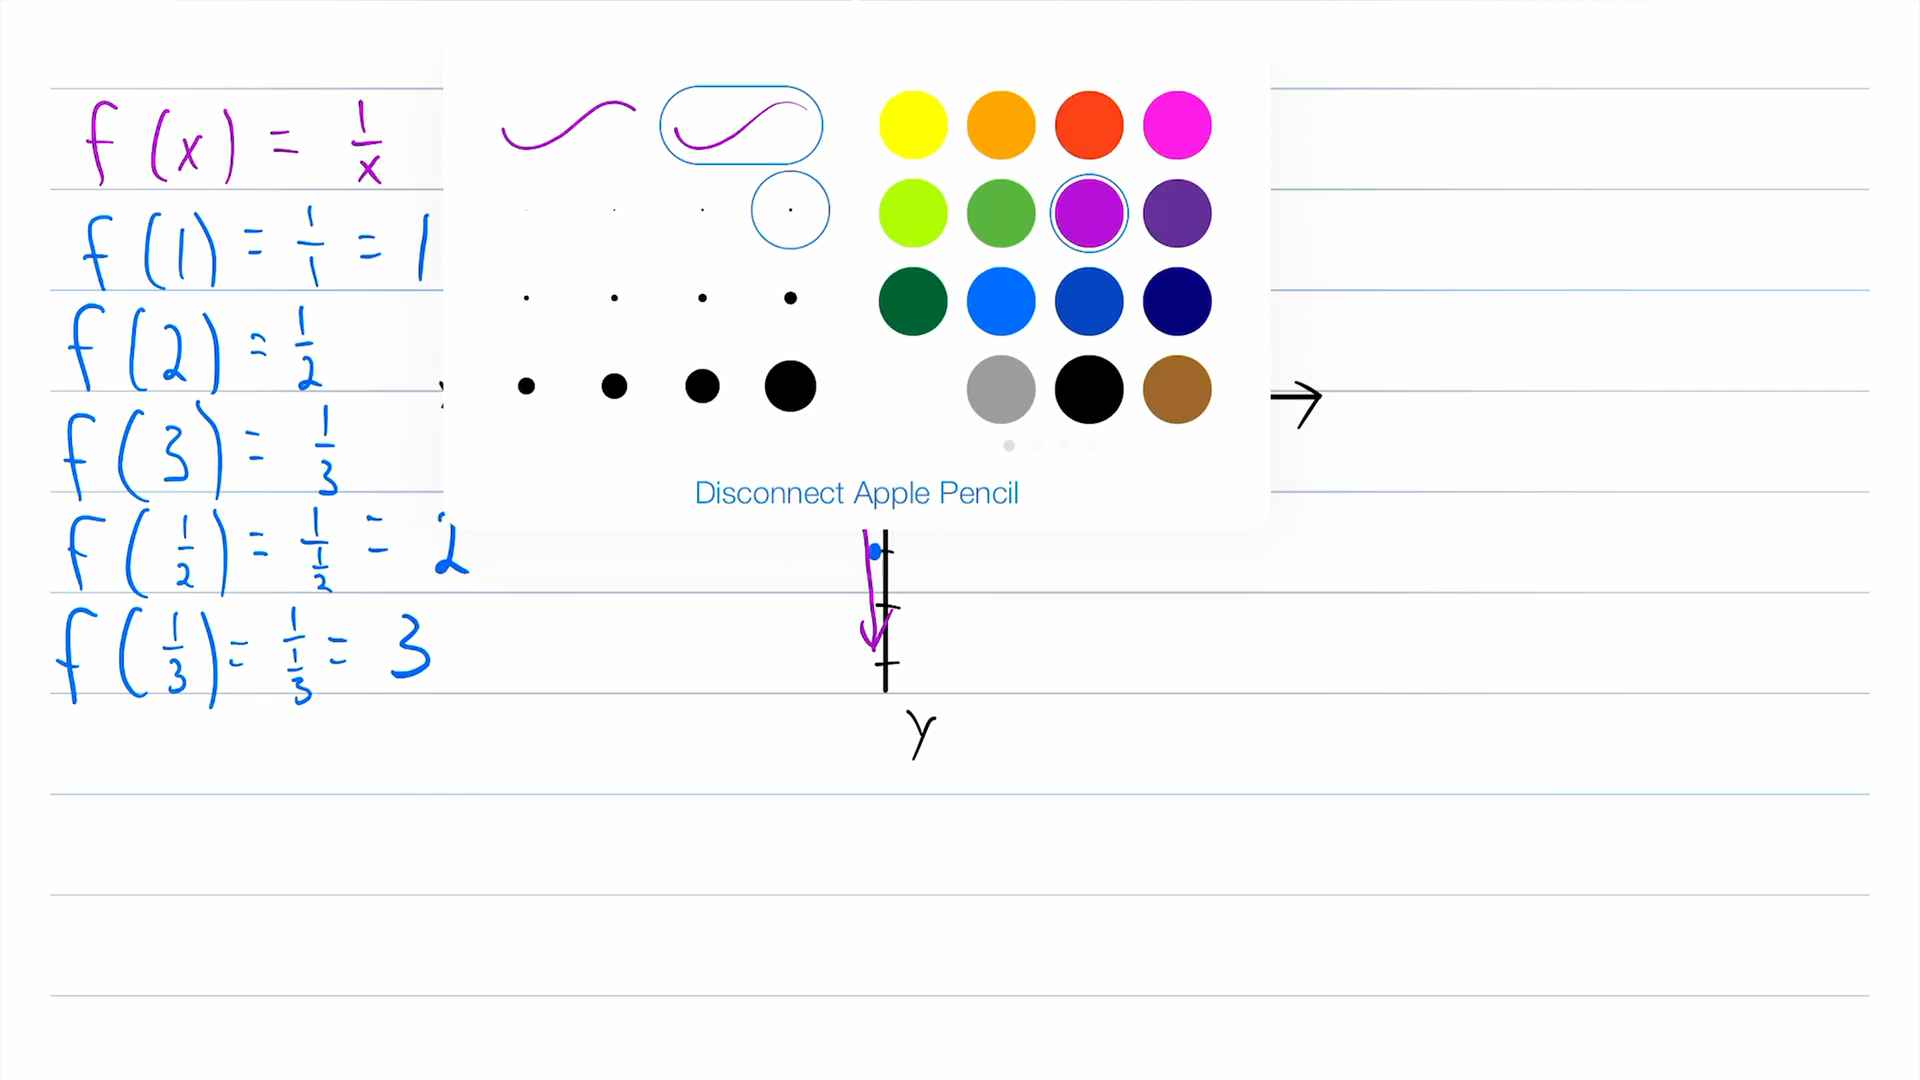 f(x) = 1/x
f(1) = 1/1 = 1
f(2) = 1/2
f(3) = 1/3
f(1/2) = 1/1/2 = 2
f(1/3) = 1/1/3 = 3
Disconnect Apple Pencil
y